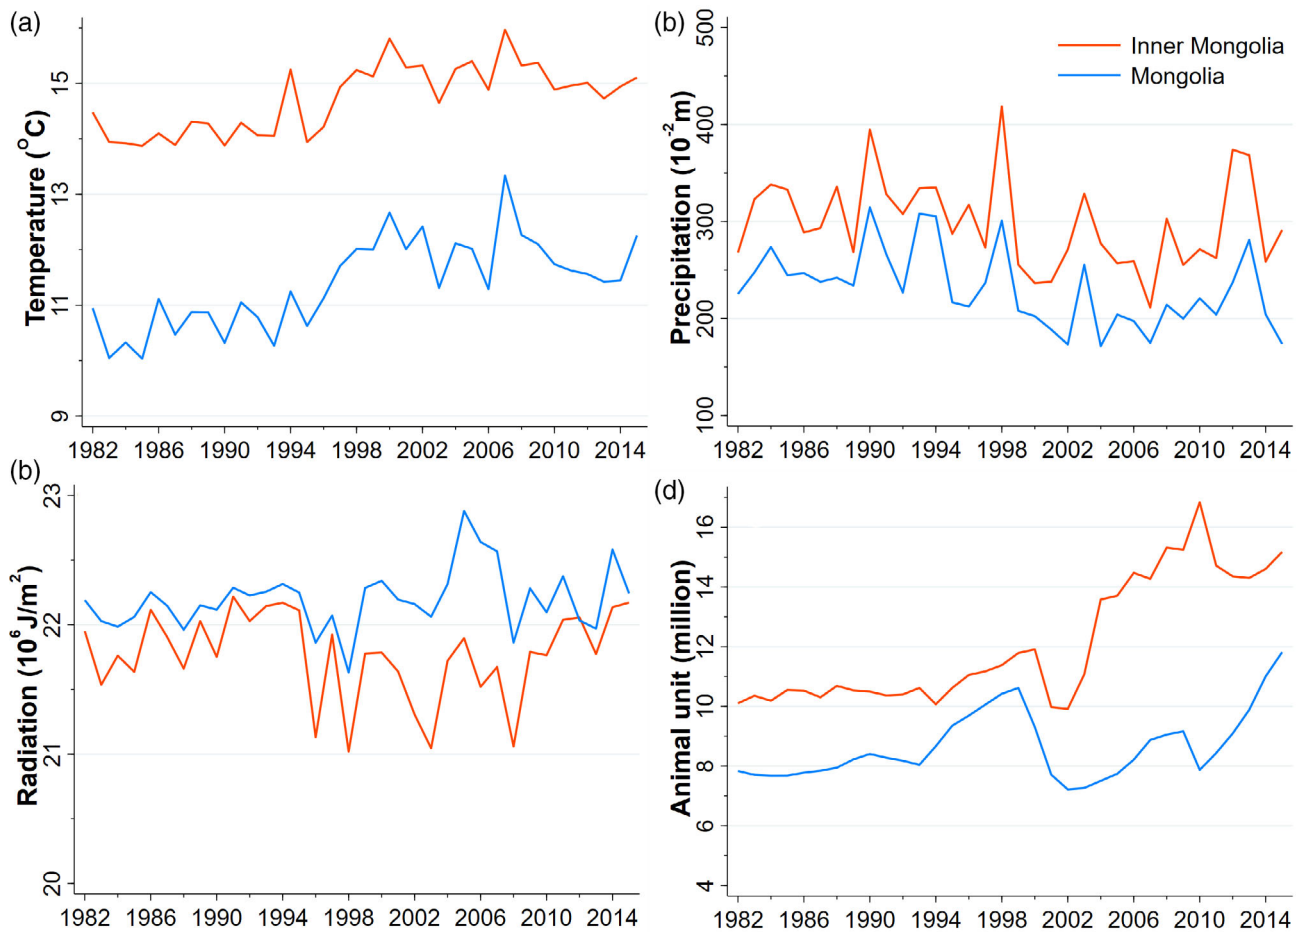 (a)
Temperature (°C)
15
13
11
9
1982 1986 1990 1994 1998 2002 2006 2010 2014
(b)
Precipitation (10⁻²m)
500
400
300
200
100
Inner Mongolia
Mongolia
1982 1986 1990 1994 1998 2002 2006 2010 2014
(b)
Radiation (10⁶J/m²)
23
22
21
20
1982 1986 1990 1994 1998 2002 2006 2010 2014
(d)
Animal unit (million)
16
14
12
10
8
6
4
1982 1986 1990 1994 1998 2002 2006 2010 2014